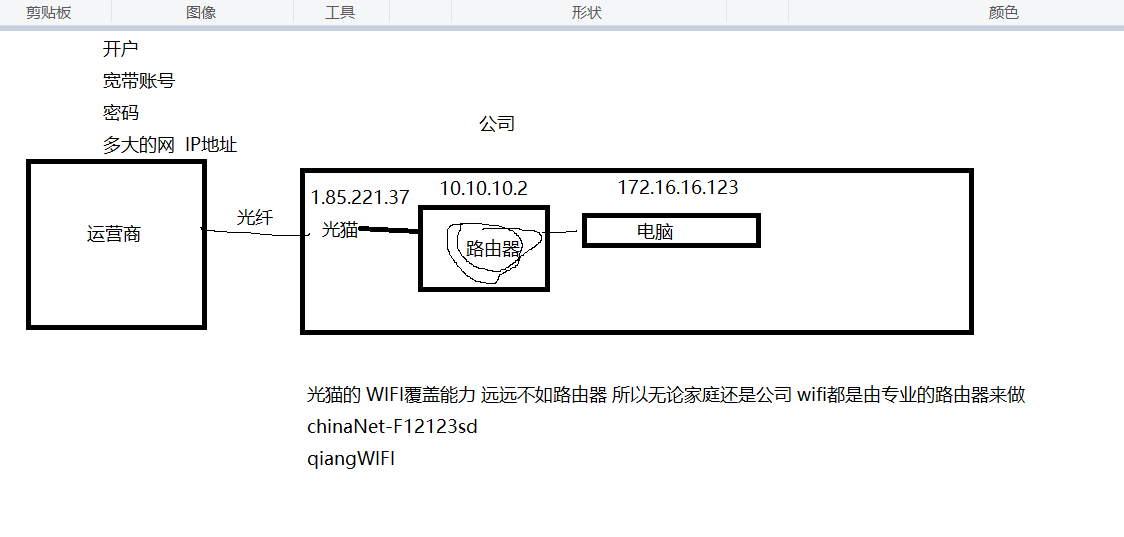 剪贴板 图像 工具 形状 颜色
开户
宽带账号
密码
多大的网 IP地址
公司
1.85.221.37 10.10.10.2 172.16.16.123
运营商 光纤 光猫 路由器 电脑
光猫的 WIFI覆盖能力 远远不如路由器 所以无论家庭还是公司 wifi都是由专业的路由器来做
chinaNet-F12123sd
qiangWIFI